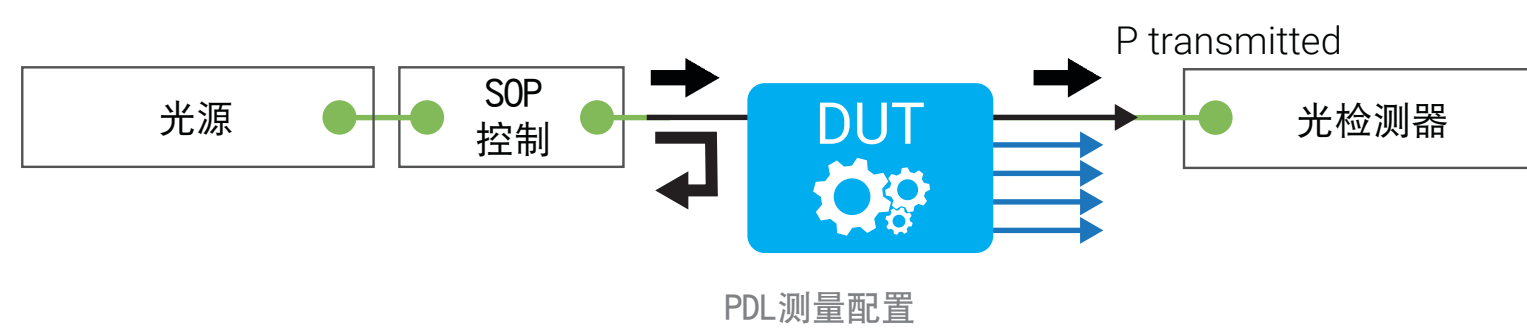 P transmitted
光源
SOP
控制
DUT
光检测器
PDL测量配置